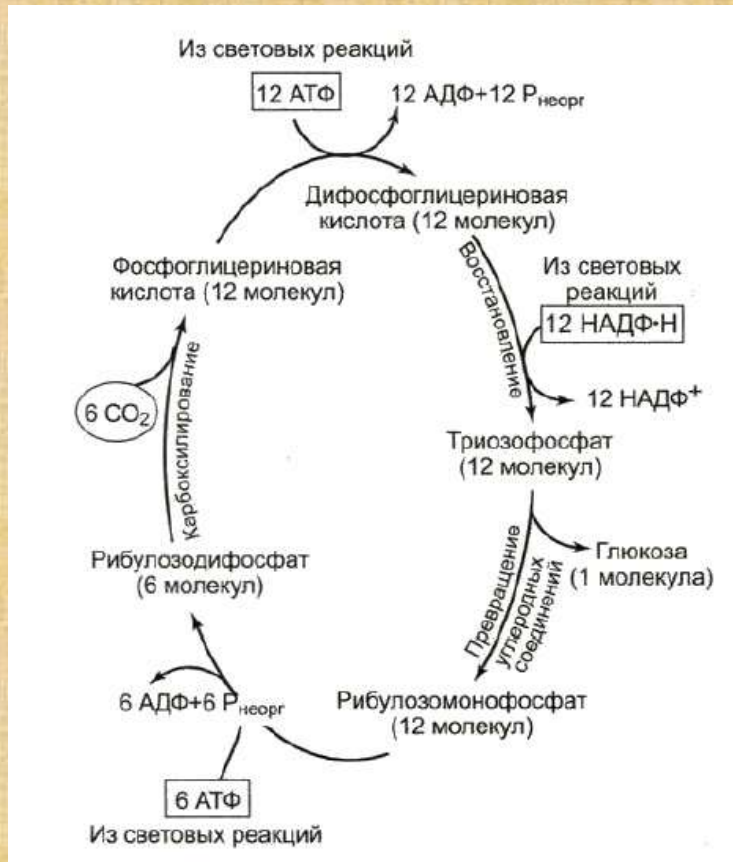 Из световых реакций
12 АТФ
12 АДФ+12 Рнеорг
Дифосфоглицериновая
кислота (12 молекул)
Восстановление
Из световых
реакций
12 НАДФ·Н
12 НАДФ+
Триозофосфат
(12 молекул)
Превращение
углеродных
соединений
Глюкоза
(1 молекула)
Рибулозомонофосфат
(12 молекул)
6 АТФ
Из световых реакций
6 АДФ+6 Рнеорг
Рибулозодифосфат
(6 молекул)
Карбоксилирование
6 CO2
Фосфоглицериновая
кислота (12 молекул)